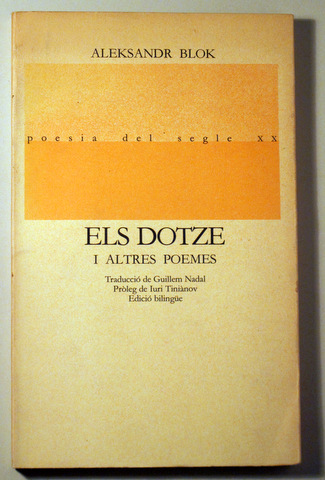 ALEKSANDR BLOK
poesia del segle xx
ELS DOTZE
I ALTRES POEMES
Traducció de Guillem Nadal
Pròleg de Iuri Tiniànov
Edició bilingüe